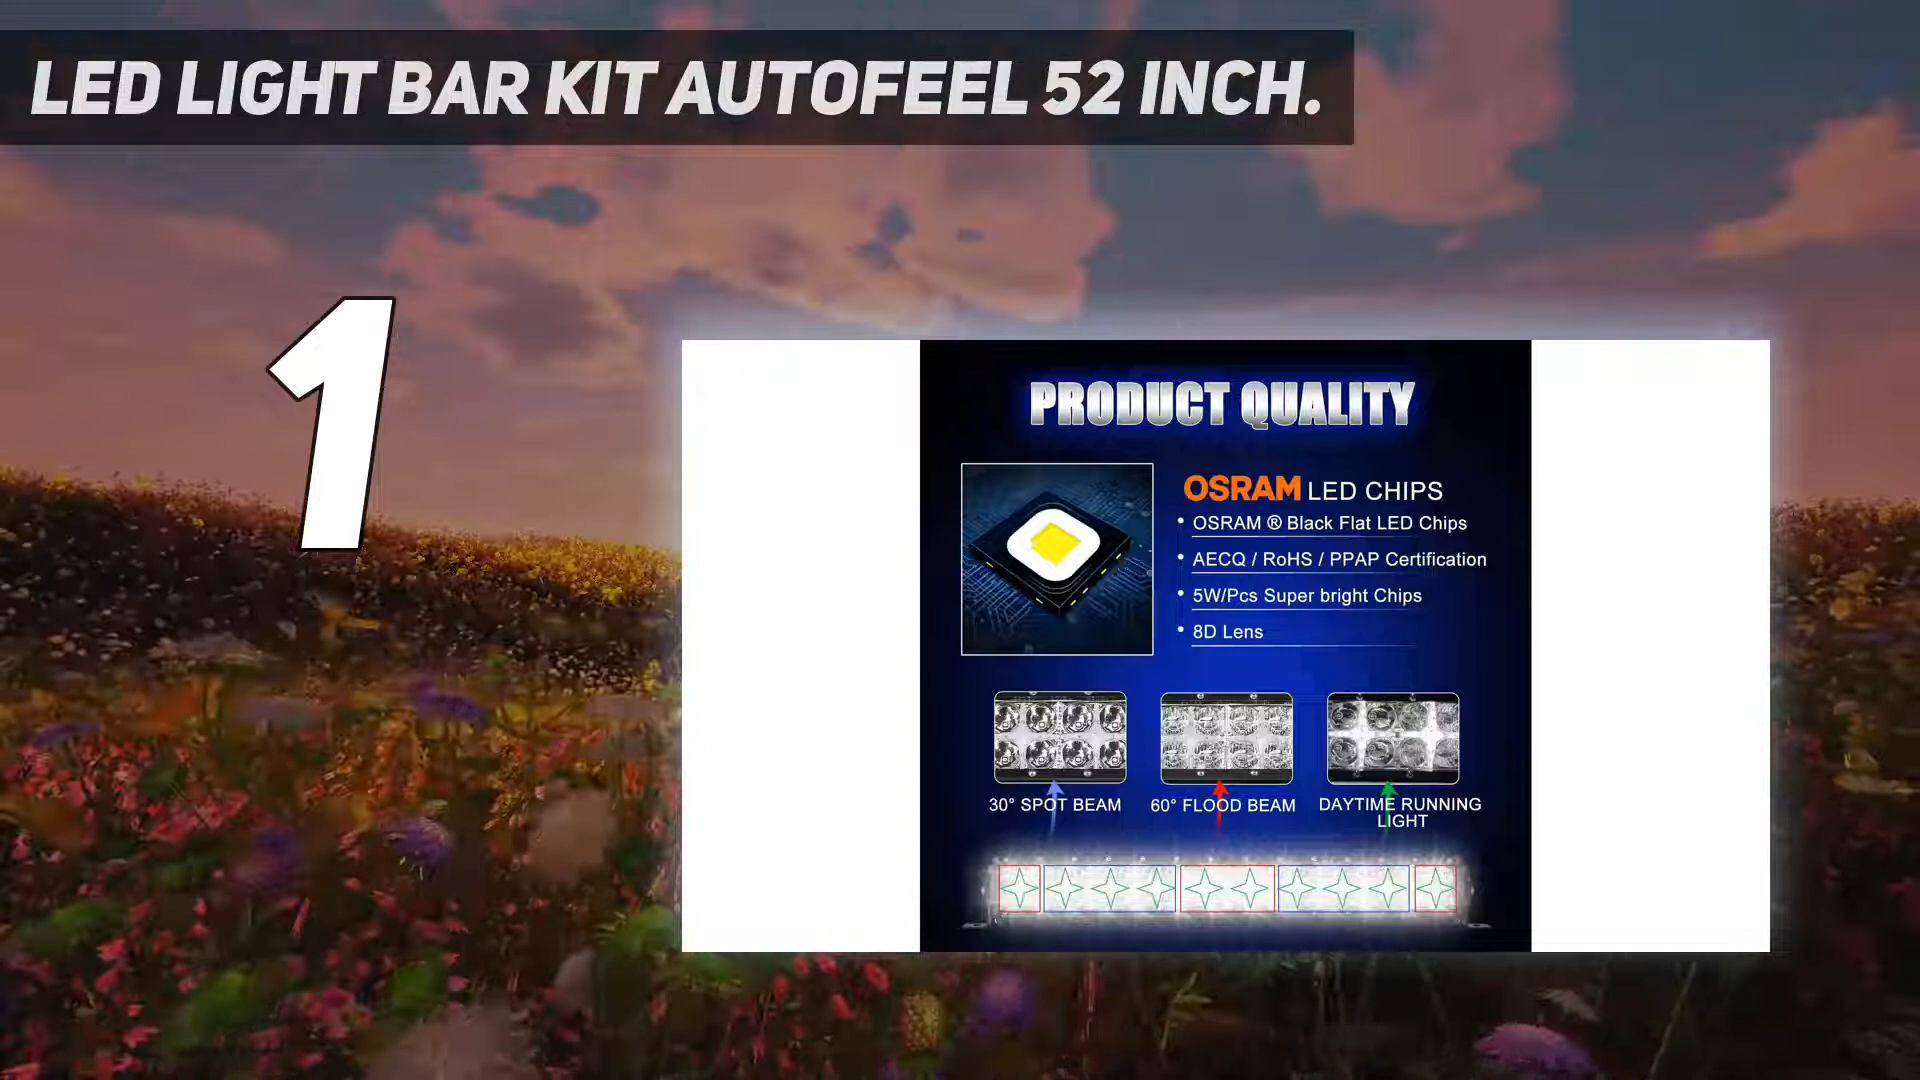 LED LIGHT BAR KIT AUTOFEEL 52 INCH.
1
PRODUCT QUALITY
OSRAM LED CHIPS
• OSRAM ® Black Flat LED Chips
• AECQ / RoHS / PPAP Certification
• 5W/Pcs Super bright Chips
• 8D Lens
30° SPOT BEAM
60° FLOOD BEAM
DAYTIME RUNNING
LIGHT